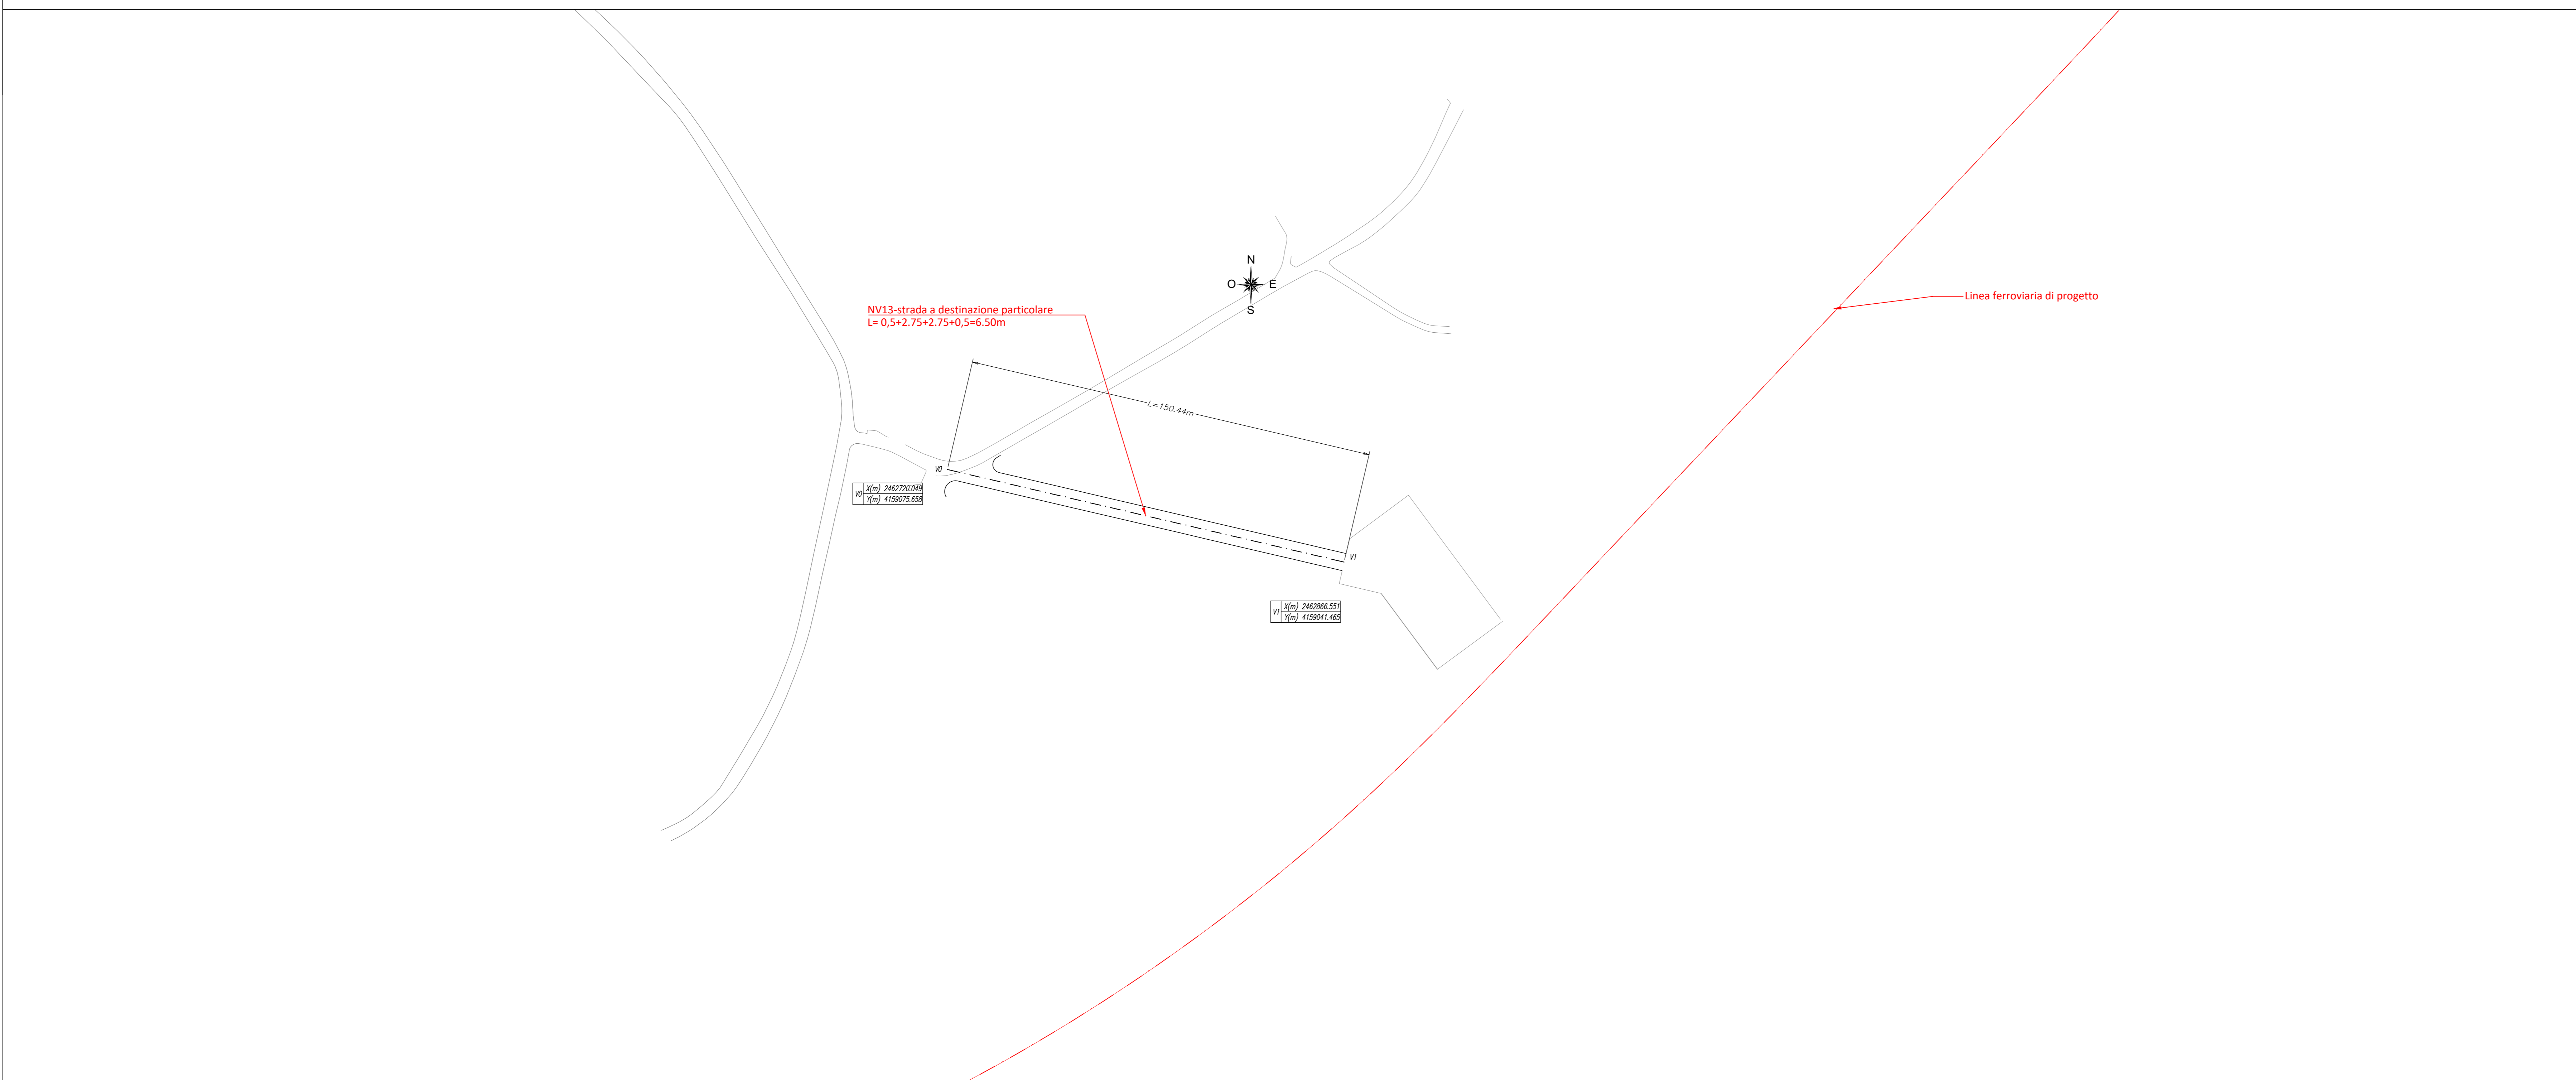 N
O E
S
NV13-strada a destinazione particolare
L= 0,5+2.75+2.75+0,5=6.50m
Linea ferroviaria di progetto
L=150.44m
V0
V0 X(m) 2462720.049
Y(m) 4159075.658
V1
V1 X(m) 2462866.551
Y(m) 4159041.465